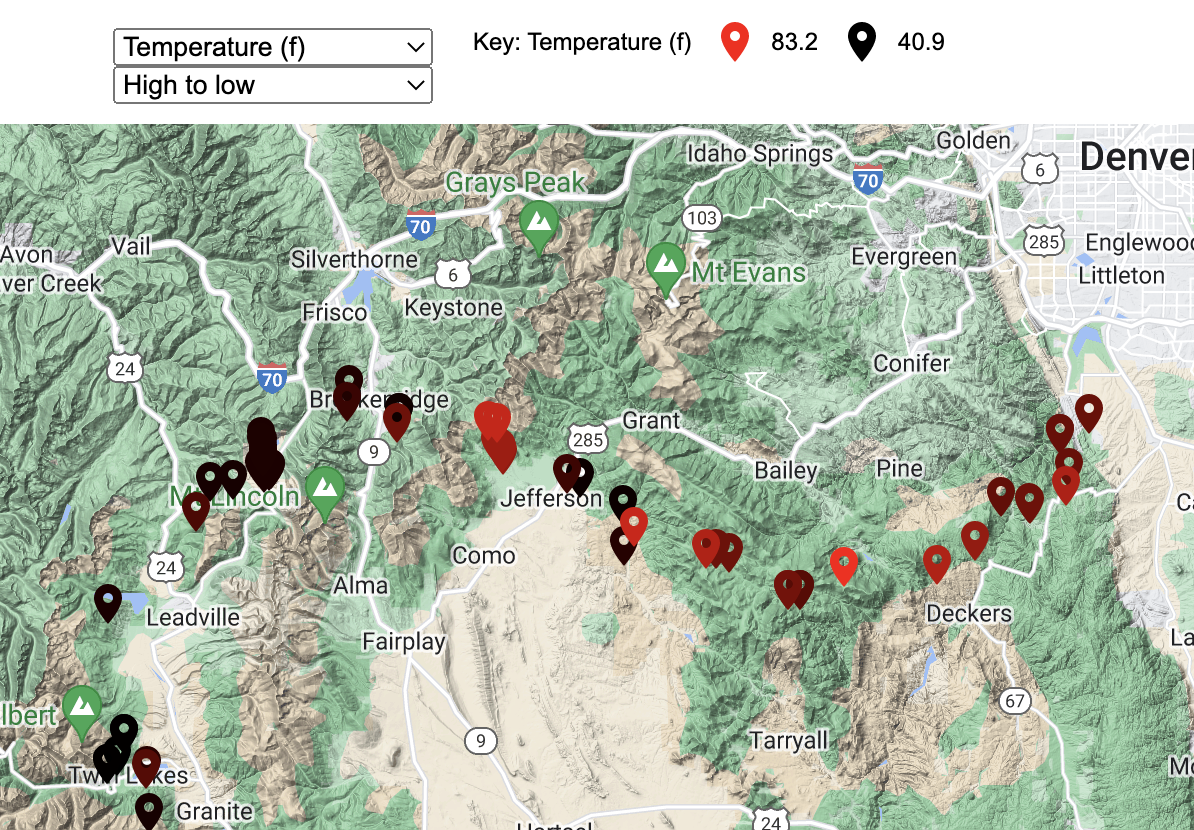 Temperature (f)
High to low
Key: Temperature (f)
83.2
40.9
Golden
Idaho Springs
Denver
6
70
Grays Peak
103
70
285
Englewood
Avon
Vail
Silverthorne
6
Mt Evans
Evergreen
Littleton
ver Creek
Keystone
Frisco
24
70
Conifer
Breckenridge
Grant
285
9
Bailey
Pine
Mt Lincoln
Jefferson
Como
24
Alma
Leadville
Deckers
Fairplay
La
67
lbert
9
Tarryall
Twin Lakes
Granite
Hartsel
24